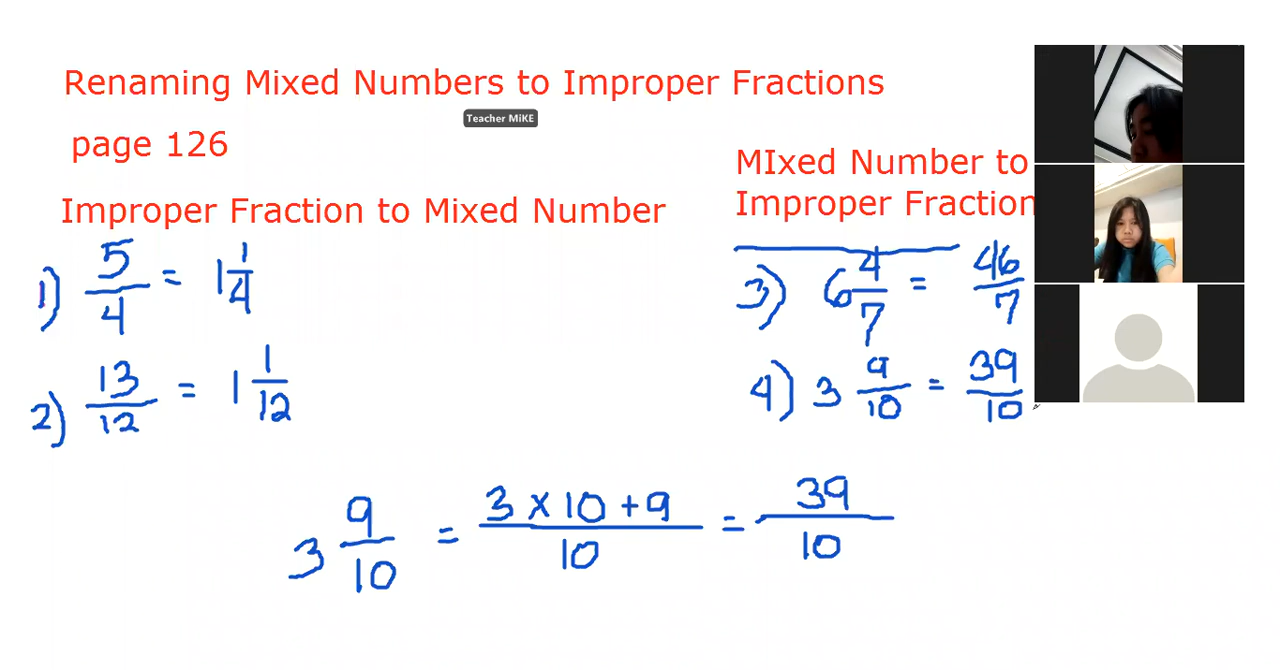 Renaming Mixed Numbers to Improper Fractions
Teacher MiKE
page 126
Improper Fraction to Mixed Number
1) 5/4 = 1 1/4
2) 13/12 = 1 1/12
MIxed Number to
Improper Fraction
3) 6 4/7 = 46/7
4) 3 9/10 = 39/10
3 9/10 = 3 x 10 + 9/10 = 39/10